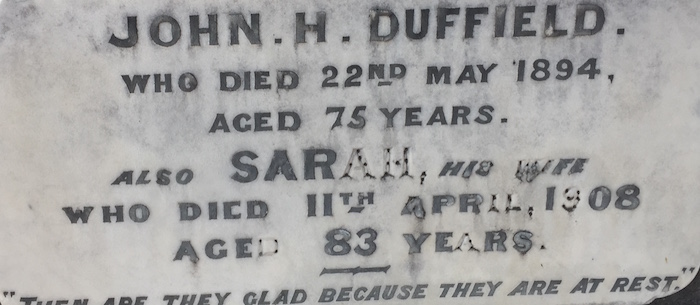 JOHN. H. DUFFIELD.
WHO DIED 22ND MAY 1894,
AGED 75 YEARS.
ALSO SARAH, HIS WIFE
WHO DIED 11TH APRIL, 1908
AGED 83 YEARS.
"THEN ARE THEY GLAD BECAUSE THEY ARE AT REST."